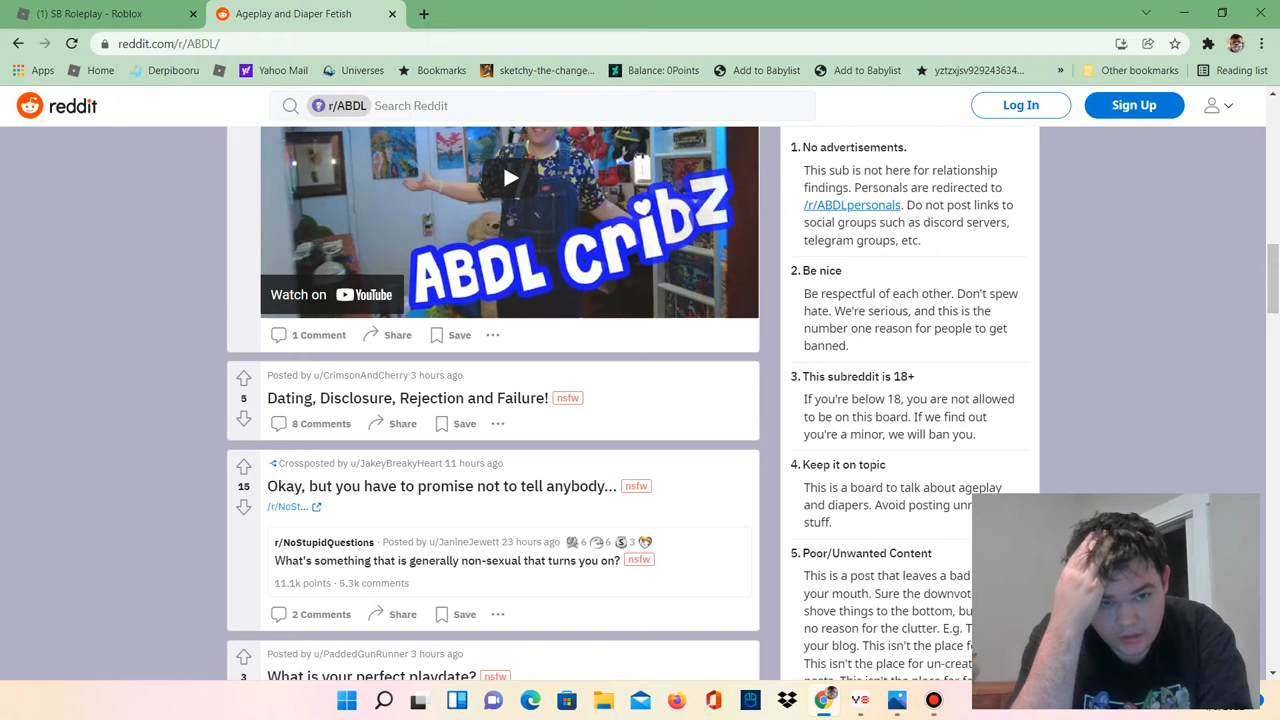 (1) SB Roleplay - Roblox
Ageplay and Diaper Fetish
reddit.com/r/ABDL/
Apps
Home
Derpibooru
Yahoo Mail
Universe
Bookmarks
sketchy-the-change...
Balance: 0Points
Add to Babylist
Add to Babylist
yztzxjsv929243634...
»
Other bookmarks
Reading list
reddit
r/ABDL Search Reddit
Log In
Sign Up
ABDL CribZ
Watch on YouTube
1 Comment Share Save ...
Posted by u/CrimsonAndCherry 3 hours ago
5
Dating, Disclosure, Rejection and Failure! nsfw
8 Comments Share Save ...
Crossposted by u/JakeyBreakyHeart 11 hours ago
15
Okay, but you have to promise not to tell anybody... nsfw
/r/NoSt...
r/NoStupidQuestions · Posted by u/JanineJewett 23 hours ago 6 6 3
What's something that is generally non-sexual that turns you on? nsfw
11.1k points · 5.3k comments
2 Comments Share Save ...
Posted by u/PaddedGunRunner 3 hours ago
3
What is your perfect playdate? nsfw
1. No advertisements.
This sub is not here for relationship
findings. Personals are redirected to
/r/ABDLpersonals. Do not post links to
social groups such as discord servers,
telegram groups, etc.
2. Be nice
Be respectful of each other. Don't spew
hate. We're serious, and this is the
number one reason for people to get
banned.
3. This subreddit is 18+
If you're below 18, you are not allowed
to be on this board. If we find out
you're a minor, we will ban you.
4. Keep it on topic
This is a board to talk about ageplay
and diapers. Avoid posting
stuff.
5. Poor/Unwanted Content
This is a post that leaves a bad
your mouth. Sure the
shove things to the bottom,
no reason for the clutter. E.g.
your blog. This isn't the place
This isn't the place for